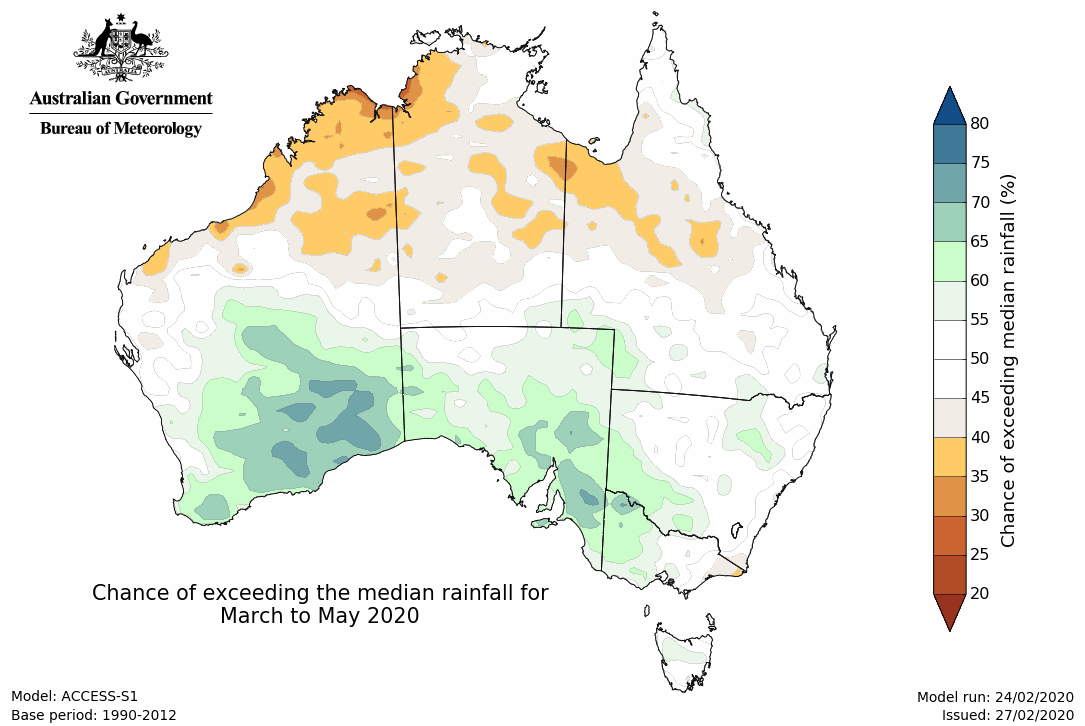 AUSTRALIA
Australian Government
Bureau of Meteorology
80
75
70
65
60
55
50
45
40
35
30
25
20
Chance of exceeding median rainfall (%)
Chance of exceeding the median rainfall for
March to May 2020
Model: ACCESS-S1
Base period: 1990-2012
Model run: 24/02/2020
Issued: 27/02/2020